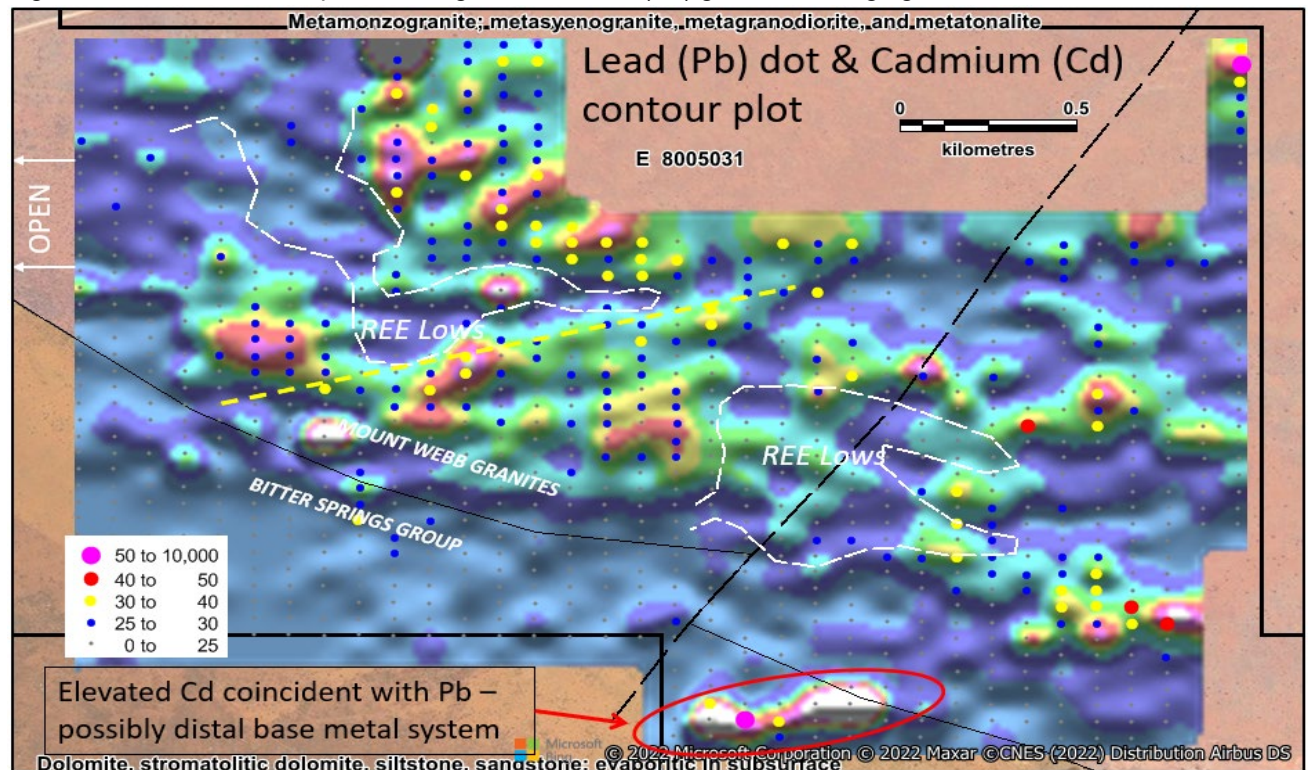 Metamonzogranite; metasyenogranite, metagranodiorite, and metatonalite
Lead (Pb) dot & Cadmium (Cd)
contour plot
0 0.5
kilometres
E 8005031
OPEN
REE Lows
MOUNT WEBB GRANITES
REE Lows
BITTER SPRINGS GROUP
50 to 10,000
40 to 50
30 to 40
25 to 30
0 to 25
Elevated Cd coincident with Pb –
possibly distal base metal system
Microsoft
Bing
© 2022 Microsoft Corporation © 2022 Maxar ©CNES (2022) Distribution Airbus DS
Dolomite, stromatolitic dolomite, siltstone, sandstone; evaporitic in subsurface